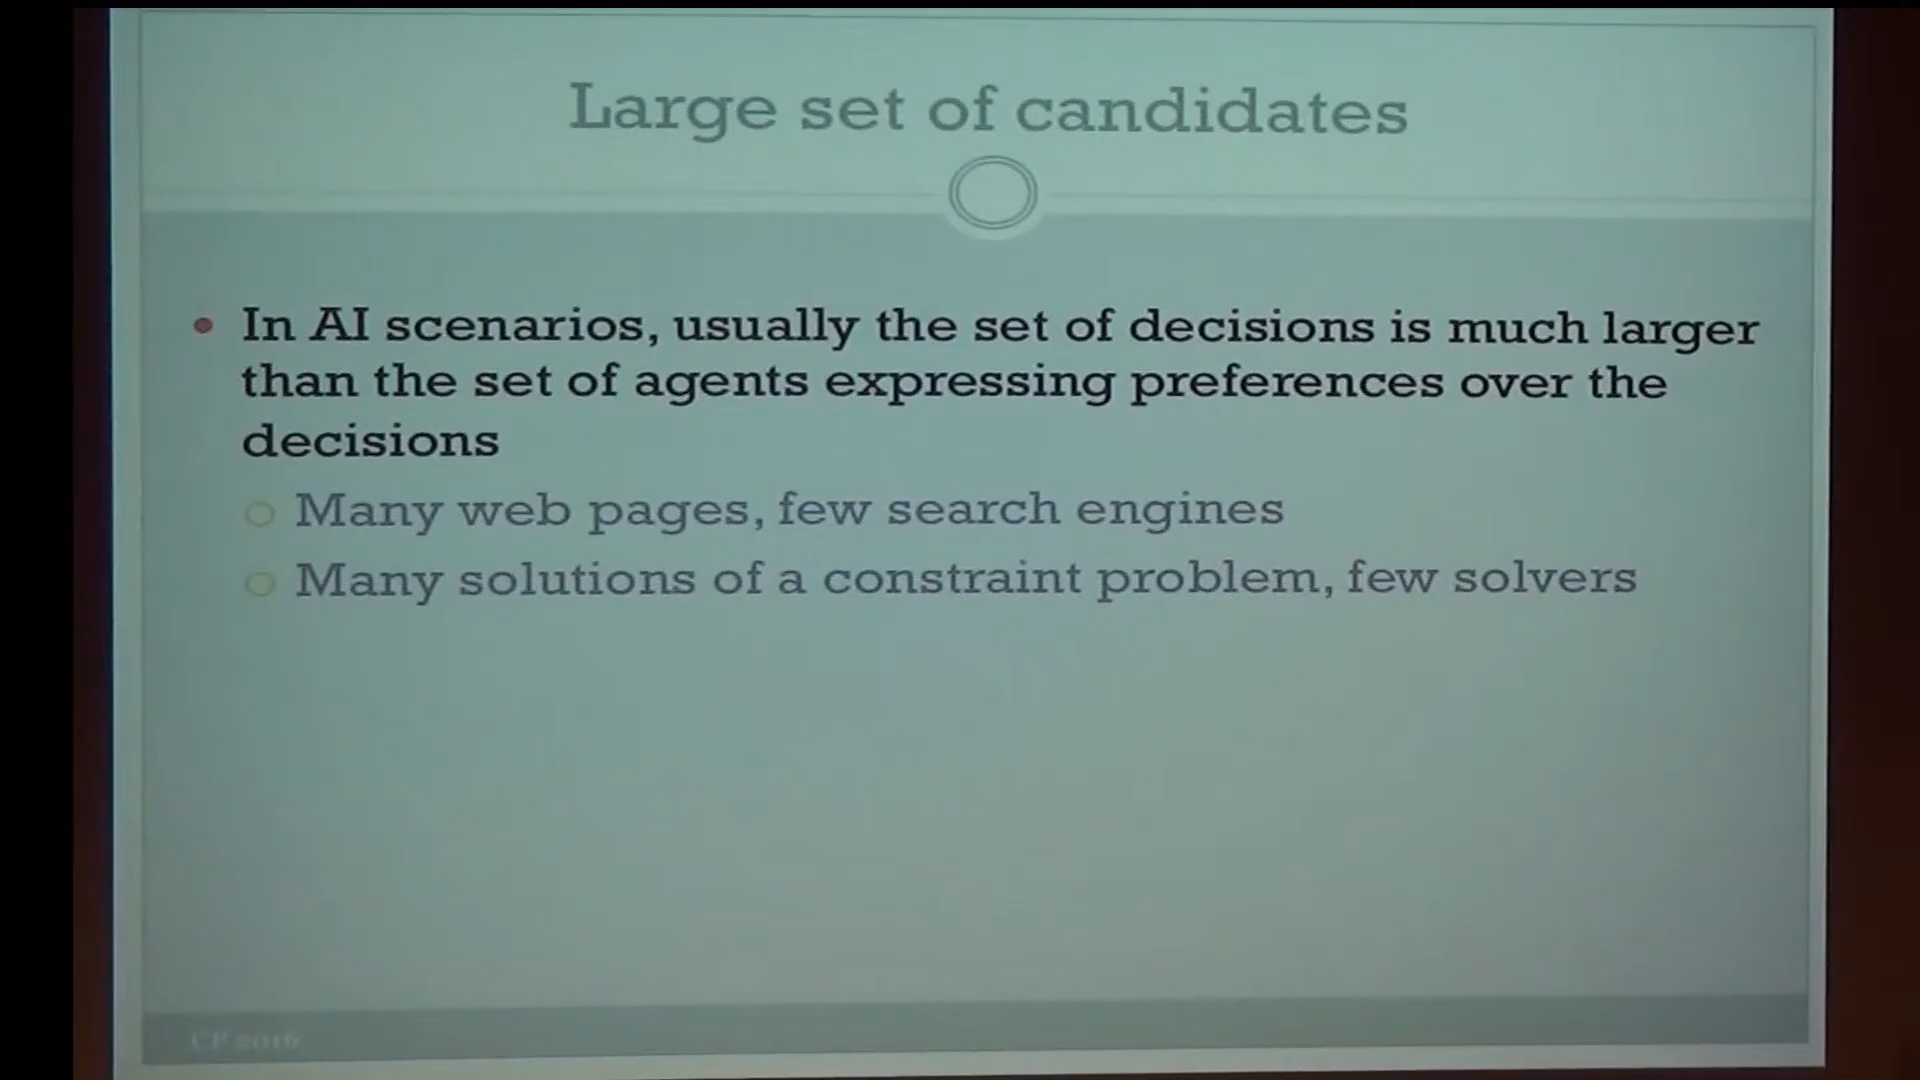 Large set of candidates
In AI scenarios, usually the set of decisions is much larger
than the set of agents expressing preferences over the
decisions
Many web pages, few search engines
Many solutions of a constraint problem, few solvers
CP 2016